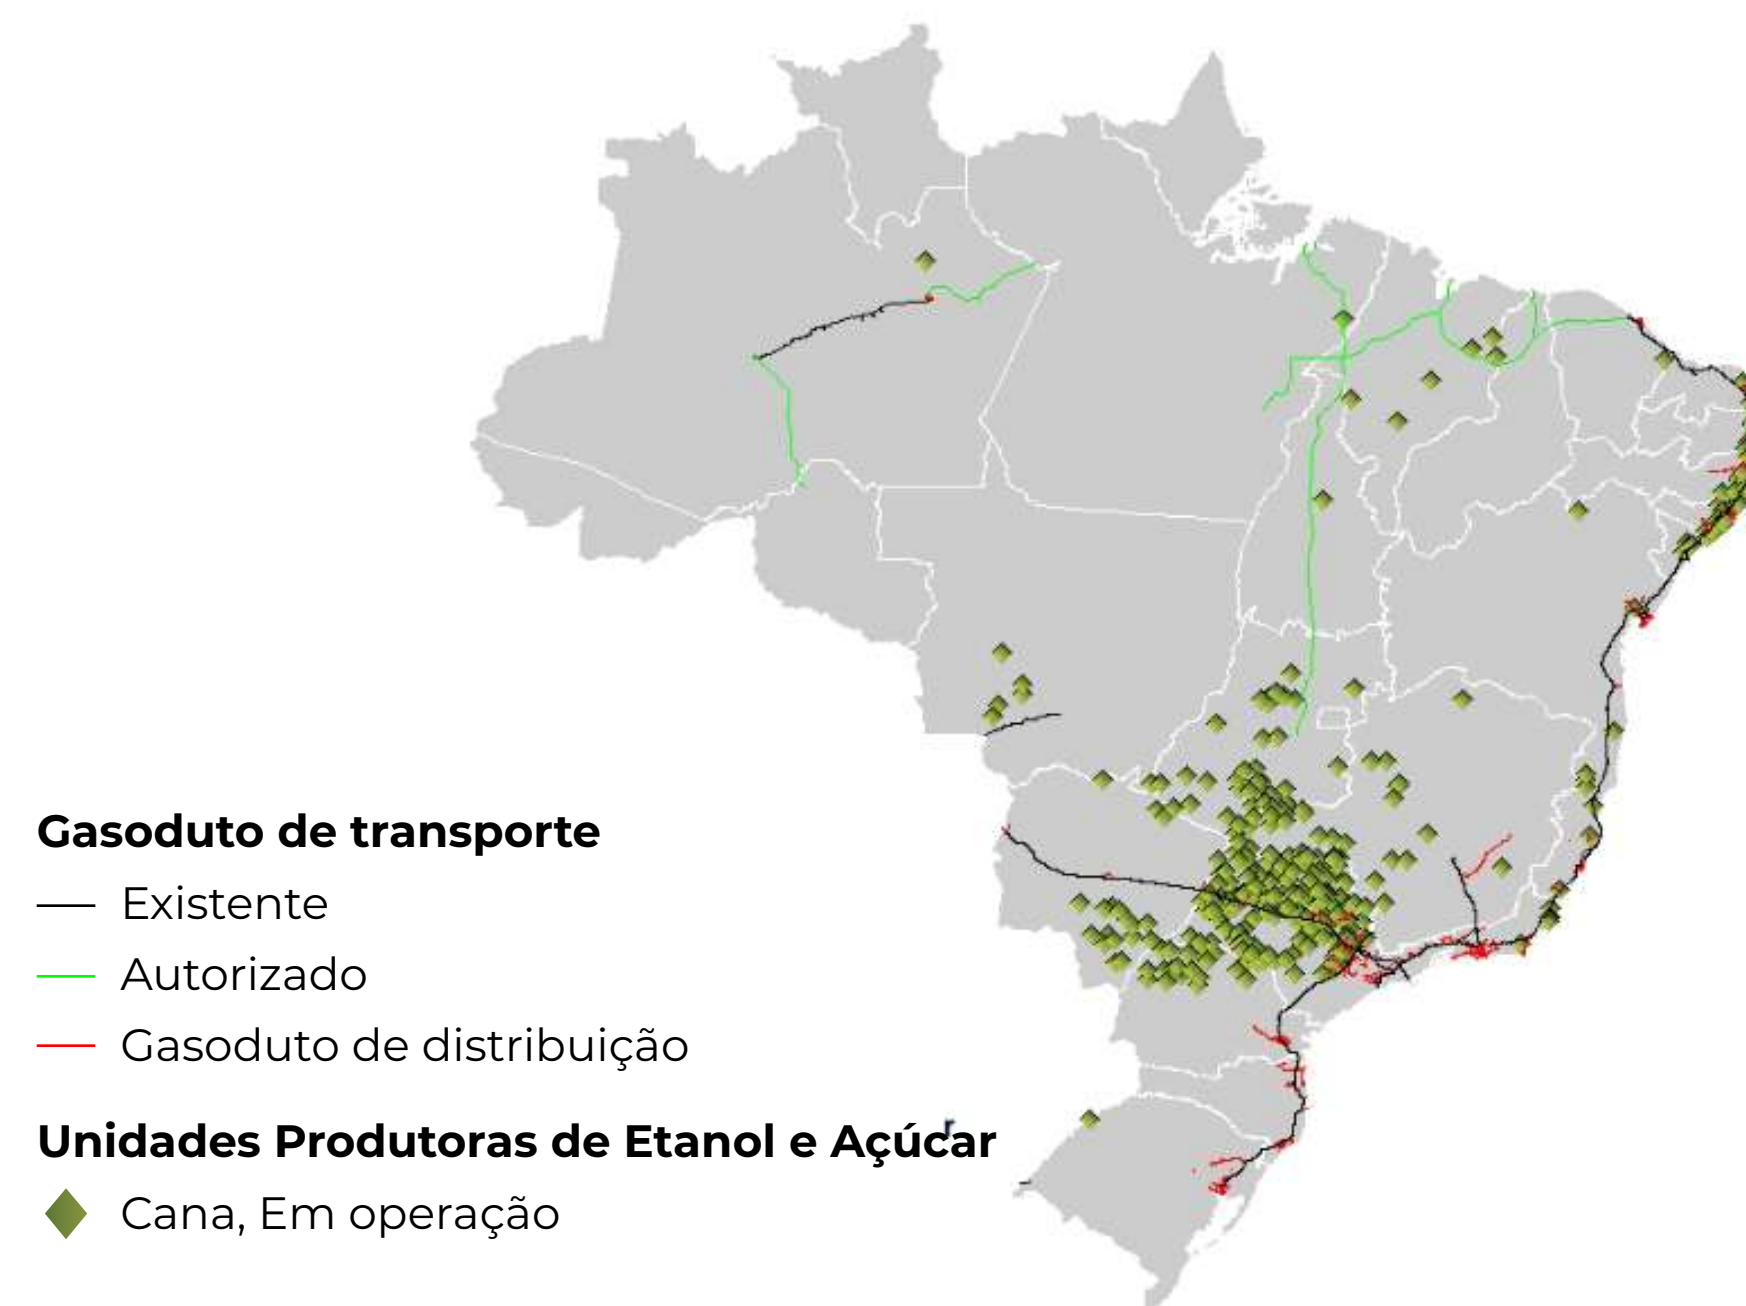 Gasoduto de transporte
Existente
Autorizado
Gasoduto de distribuição
Unidades Produtoras de Etanol e Açúcar
Cana, Em operação